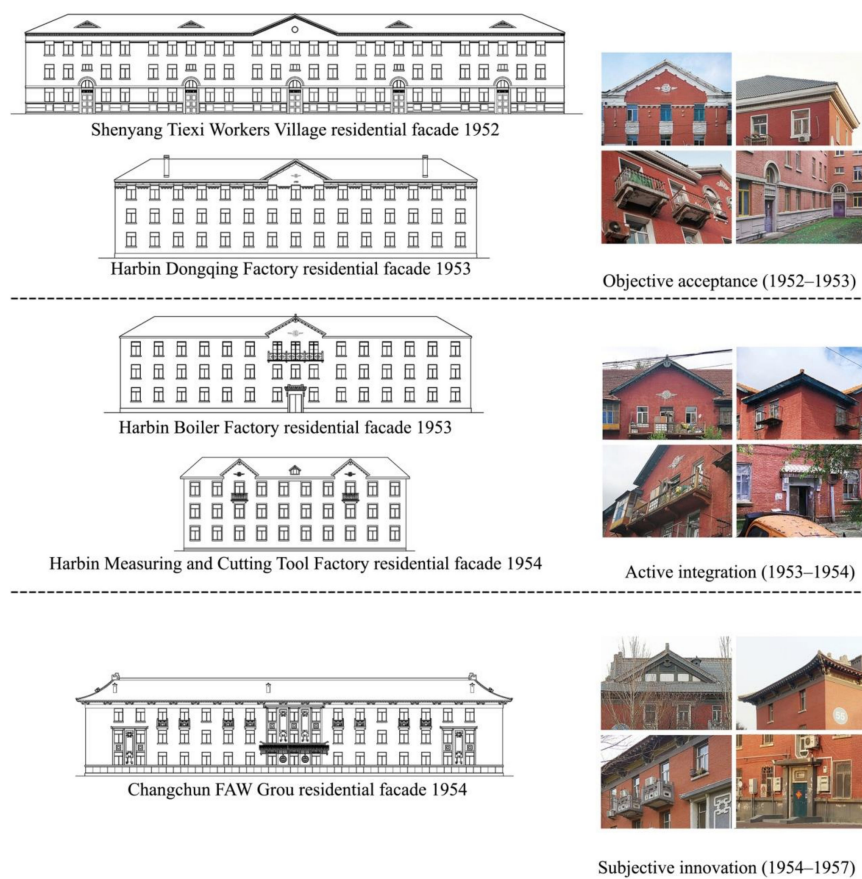 Shenyang Tiexi Workers Village residential facade 1952
Harbin Dongqing Factory residential facade 1953
Objective acceptance (1952–1953)
Harbin Boiler Factory residential facade 1953
Harbin Measuring and Cutting Tool Factory residential facade 1954
Active integration (1953–1954)
Changchun FAW Grou residential facade 1954
Subjective innovation (1954–1957)